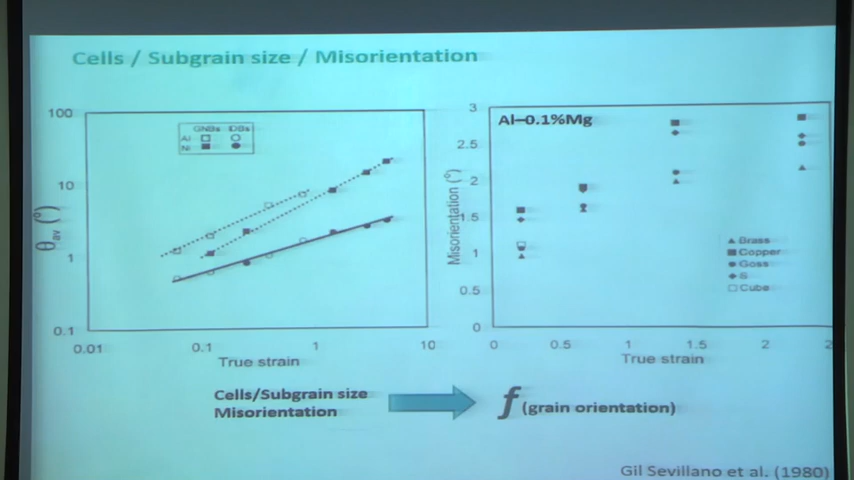 Cells / Subgrain size / Misorientation
100
10
1
0.1
0.01
0.1
1
10
θav (°)
True strain
GNBs IDBs
Al
Ni
3
2.5
2
1.5
1
0.5
0
0
0.5
1
1.5
2
2
Misorientation (°)
True strain
Al-0.1%Mg
Brass
Copper
Goss
S
Cube
Cells/Subgrain size
Misorientation
f (grain orientation)
Gil Sevillano et al. (1980)